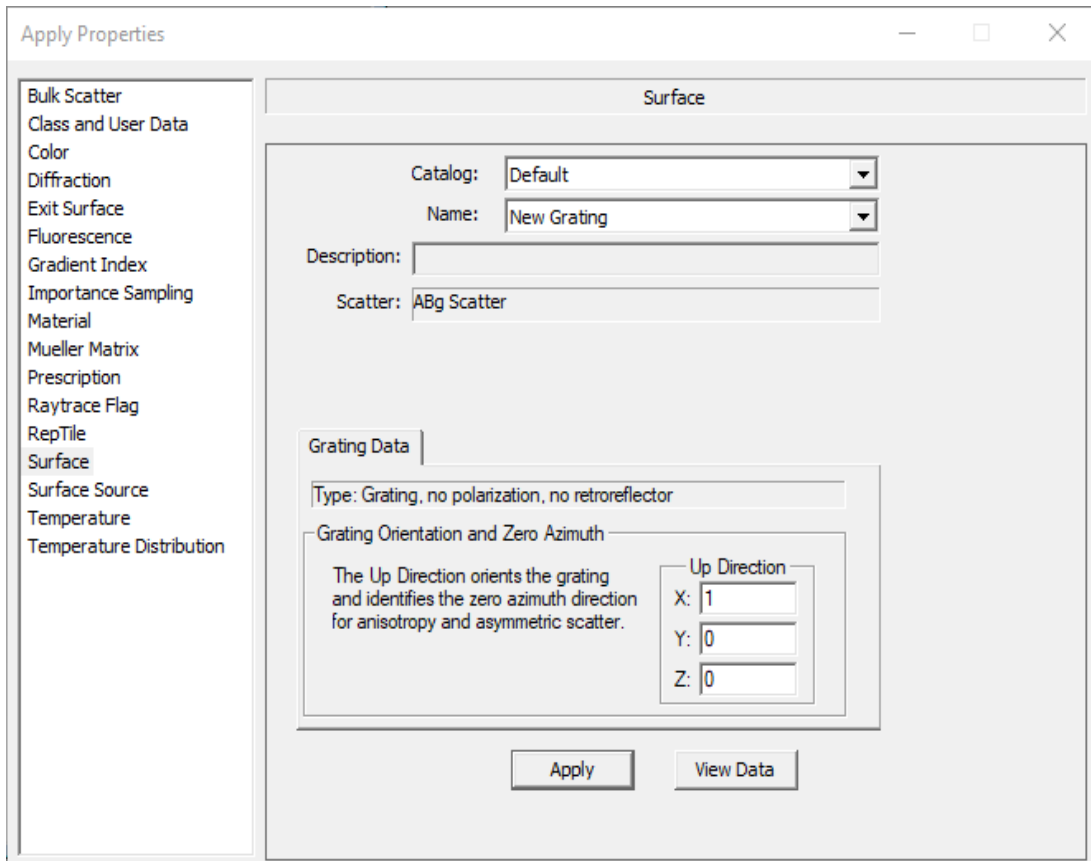 Apply Properties
Bulk Scatter
Class and User Data
Color
Diffraction
Exit Surface
Fluorescence
Gradient Index
Importance Sampling
Material
Mueller Matrix
Prescription
Raytrace Flag
RepTile
Surface
Surface Source
Temperature
Temperature Distribution
Surface
Catalog: Default
Name: New Grating
Description:
Scatter: ABg Scatter
Grating Data
Type: Grating, no polarization, no retroreflector
Grating Orientation and Zero Azimuth
The Up Direction orients the grating
and identifies the zero azimuth direction
for anisotropy and asymmetric scatter.
Up Direction
X: 1
Y: 0
Z: 0
Apply View Data